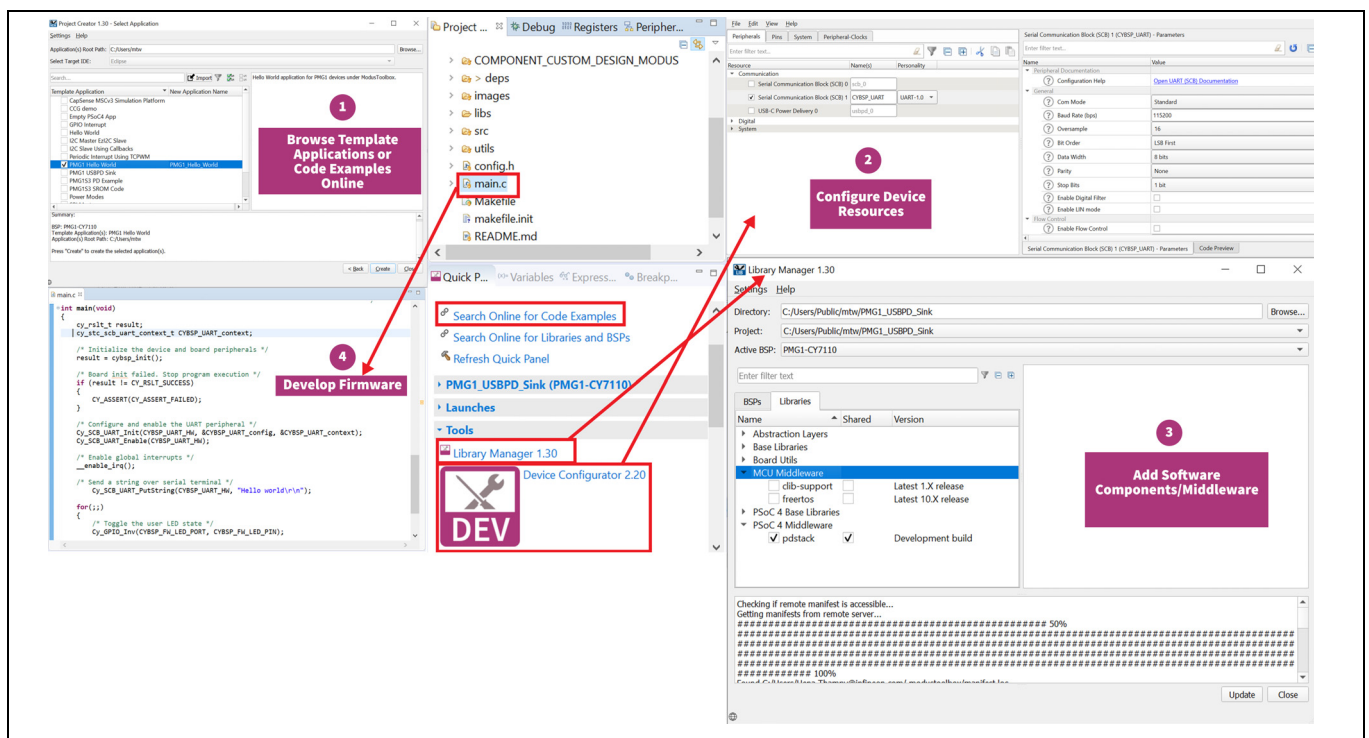 Project Creator 1.30 - Select Application
Settings Help
Application(s) Root Path: C:/Users/mtw
Browse...
Select Target IDE: Eclipse
Search...
Import
Hello World application for PMG1 devices under ModusToolbox.
Template Application
New Application Name
CapSense MSCv3 Simulation Platform
CCG demo
Empty PSoC4 App
GPIO Interrupt
Hello World
I2C Master EzI2C Slave
I2C Slave Using Callbacks
Periodic Interrupt Using TCPWM
PMG1 Hello World PMG1_Hello_World
PMG1 USBPD Sink
PMG1S3 PD Example
PMG1S3 SROM Code
Power Modes
1
Browse Template
Applications or
Code Examples
Online
Summary:
BSP: PMG1-CY7110
Template Application(s): PMG1 Hello World
Application(s) Root Path: C:/Users/mtw
Press "Create" to create the selected application(s).
< Back Create Close
Project ... Debug Registers Peripher...
COMPONENT_CUSTOM_DESIGN_MODUS
> deps
images
libs
src
utils
config.h
main.c
Makefile
makefile.init
README.md
File Edit View Help
Peripherals Pins System Peripheral-Clocks
Enter filter text...
Resource Name(s) Personality
Communication
Serial Communication Block (SCB) 0 scb_0
Serial Communication Block (SCB) 1 CYBSP_UART UART-1.0
USB-C Power Delivery 0 usbpd_0
Digital
System
2
Configure Device
Resources
Serial Communication Block (SCB) 1 (CYBSP_UART) - Parameters
Enter filter text...
Name Value
Peripheral Documentation
Configuration Help Open UART (SCB) Documentation
General
Com Mode Standard
Baud Rate (bps) 115200
Oversample 16
Bit Order LSB First
Data Width 8 bits
Parity None
Stop Bits 1 bit
Enable Digital Filter
Enable LIN mode
Flow Control
Enable Flow Control
Serial Communication Block (SCB) 1 (CYBSP_UART) - Parameters Code Preview
main.c
int main(void)
{
cy_rslt_t result;
cy_stc_scb_uart_context_t CYBSP_UART_context;
/* Initialize the device and board peripherals */
result = cybsp_init();
/* Board init failed. Stop program execution */
if (result != CY_RSLT_SUCCESS)
{
CY_ASSERT(CY_ASSERT_FAILED);
}
/* Configure and enable the UART peripheral */
Cy_SCB_UART_Init(CYBSP_UART_HW, &CYBSP_UART_config, &CYBSP_UART_context);
Cy_SCB_UART_Enable(CYBSP_UART_HW);
/* Enable global interrupts */
__enable_irq();
/* Send a string over serial terminal */
Cy_SCB_UART_PutString(CYBSP_UART_HW, "Hello world\r\n");
for(;;)
{
/* Toggle the user LED state */
Cy_GPIO_Inv(CYBSP_FW_LED_PORT, CYBSP_FW_LED_PIN);
4
Develop Firmware
Quick P... Variables Express... Breakp...
Search Online for Code Examples
Search Online for Libraries and BSPs
Refresh Quick Panel
PMG1_USBPD_Sink (PMG1-CY7110)
Launches
Tools
Library Manager 1.30
Device Configurator 2.20
DEV
Library Manager 1.30
Settings Help
Directory: C:/Users/Public/mtw/PMG1_USBPD_Sink Browse...
Project: C:/Users/Public/mtw/PMG1_USBPD_Sink
Active BSP: PMG1-CY7110
Enter filter text
BSPs Libraries
Name Shared Version
Abstraction Layers
Base Libraries
Board Utils
MCU Middleware
clib-support Latest 1.X release
freertos Latest 10.X release
PSoC 4 Base Libraries
PSoC 4 Middleware
pdstack Development build
3
Add Software
Components/Middleware
Checking if remote manifest is accessible...
Getting manifests from remote server...
################################################ 50%
############ 100%
Update Close